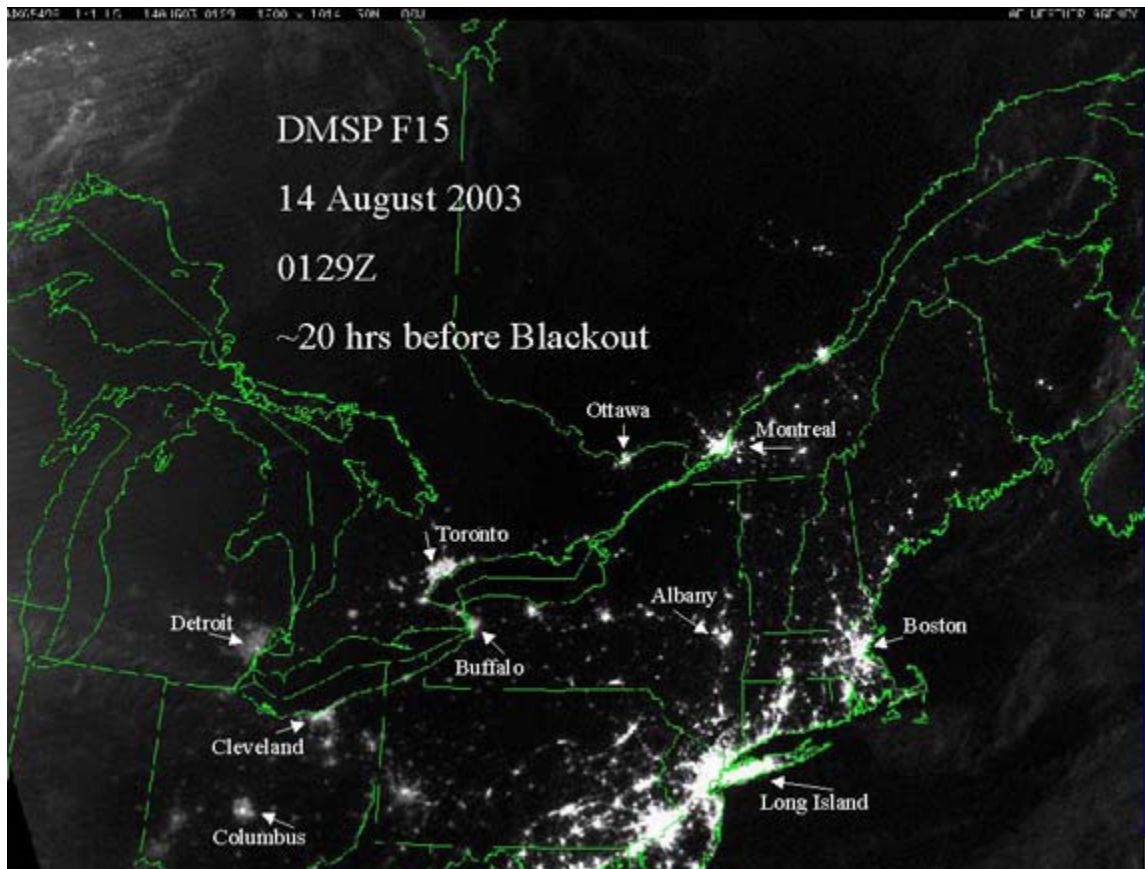 DMSP F15
14 August 2003
0129Z
~20 hrs before Blackout
Ottawa
Montreal
Toronto
Albany
Detroit
Boston
Buffalo
Cleveland
Long Island
Columbus